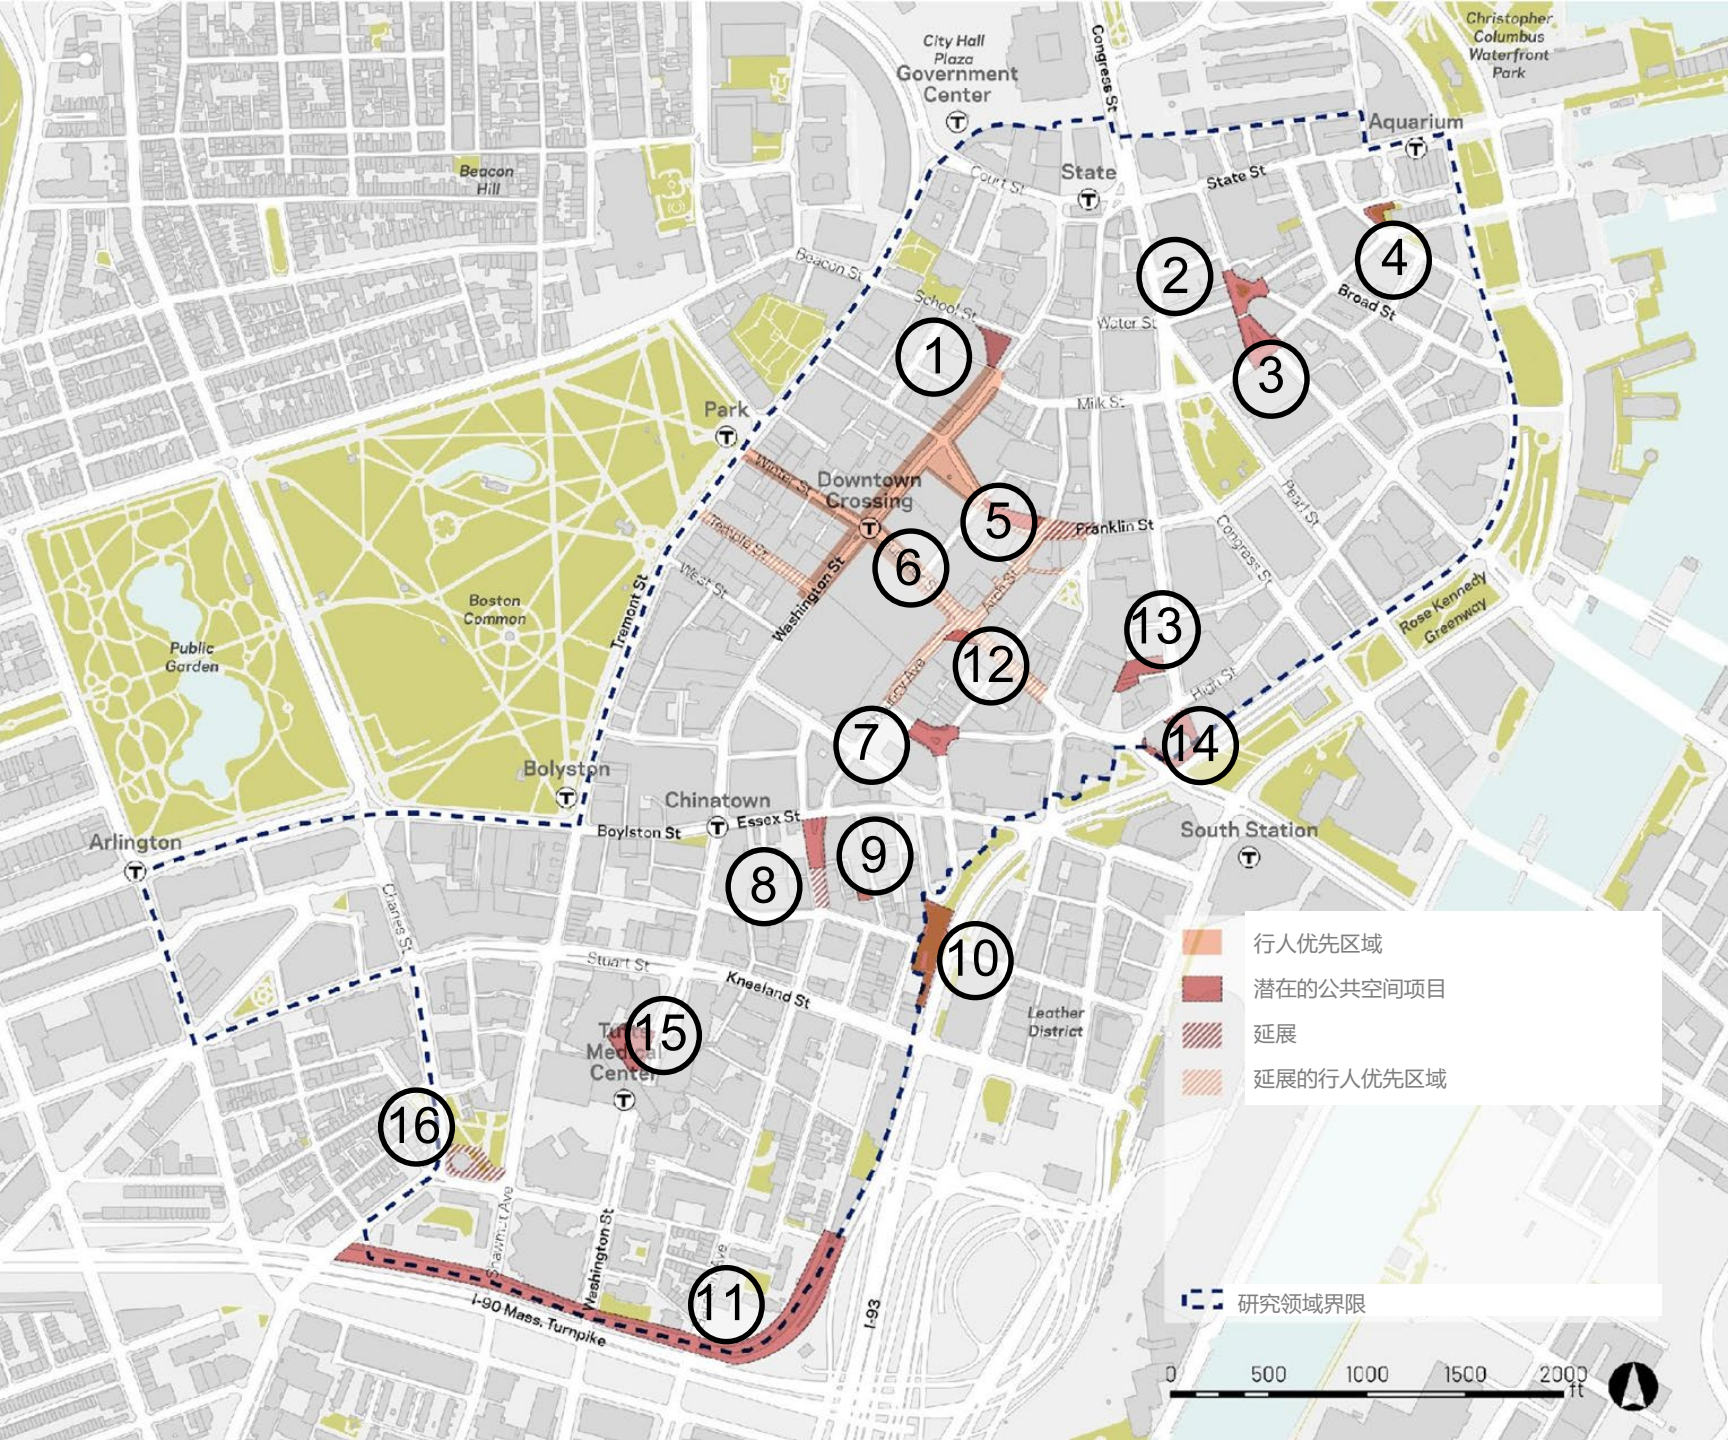 Christopher
Columbus
Waterfront
Park
City Hall
Plaza
Government
Center
T
Congress St
Aquarium
T
Beacon
Hill
Court St
State
T
State St
Beacon St
School St
2
4
Broad St
Water St
1
3
Milk St
Park
T
Winter St
Downtown
Crossing
T
5
Franklin St
Pearl St
Congress St
Temple St
6
West St
Arch St
Washington St
Tremont St
Boston
Common
Public
Garden
13
12
Rose Kennedy
Greenway
High St
7
14
Bolyston
T
Chinatown
T
Essex St
Boylston St
South Station
T
Arlington
T
9
8
Charles St
10
Stuart St
Kneeland St
Leather
District
15
Tufts
Medical
Center
T
16
Shawmut Ave
Washington St
11
I-90 Mass. Turnpike
I-93
行人优先区域
潜在的公共空间项目
延展
延展的行人优先区域
研究领域界限
0 500 1000 1500 2000
ft